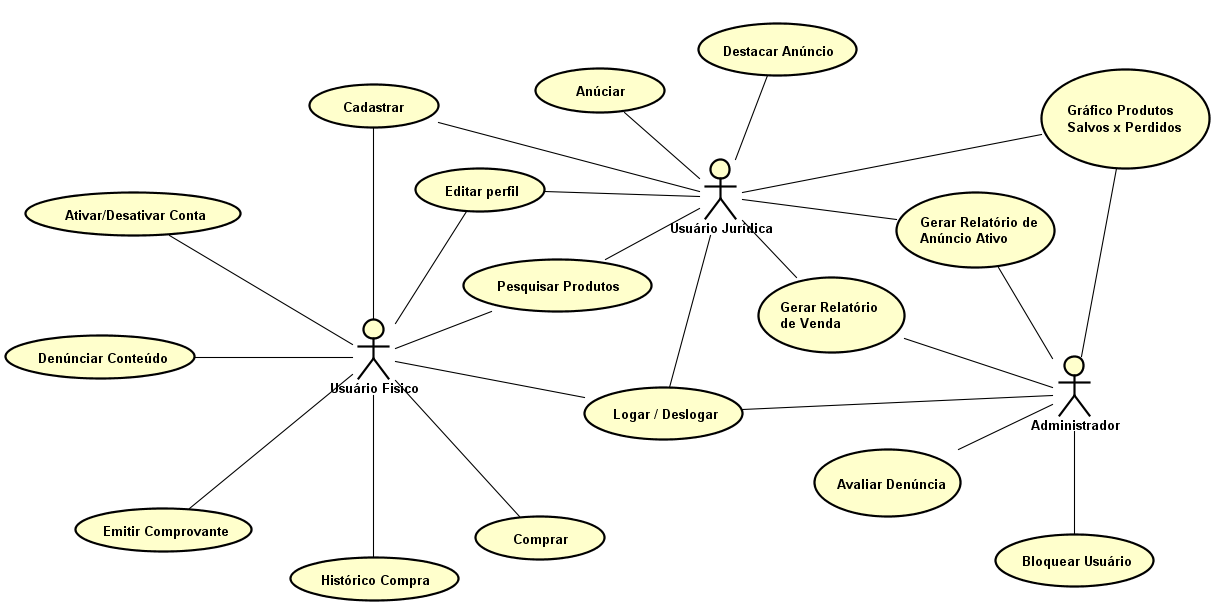 Destacar Anúncio
Anúciar
Cadastrar
Gráfico Produtos
Salvos x Perdidos
Editar perfil
Ativar/Desativar Conta
Usuário Jurídica
Gerar Relatório de
Anúncio Ativo
Pesquisar Produtos
Gerar Relatório
de Venda
Denúnciar Conteúdo
Usuário Fisico
Logar / Deslogar
Administrador
Avaliar Denúncia
Emitir Comprovante
Comprar
Bloquear Usuário
Histórico Compra